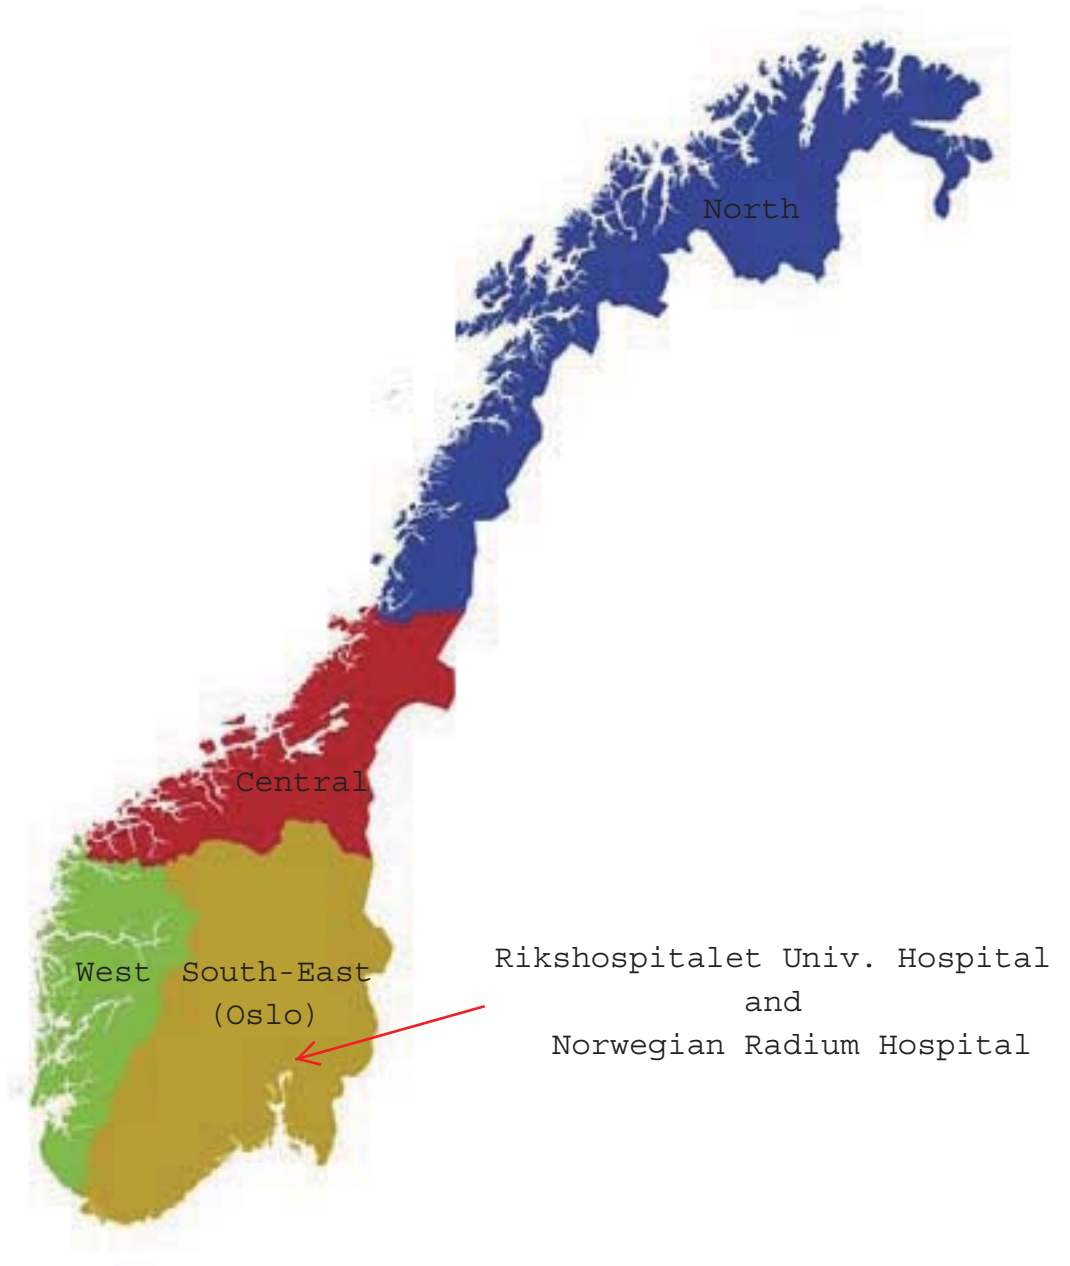 North
Central
West
South-East
(Oslo)
Rikshospitalet Univ. Hospital
and
Norwegian Radium Hospital